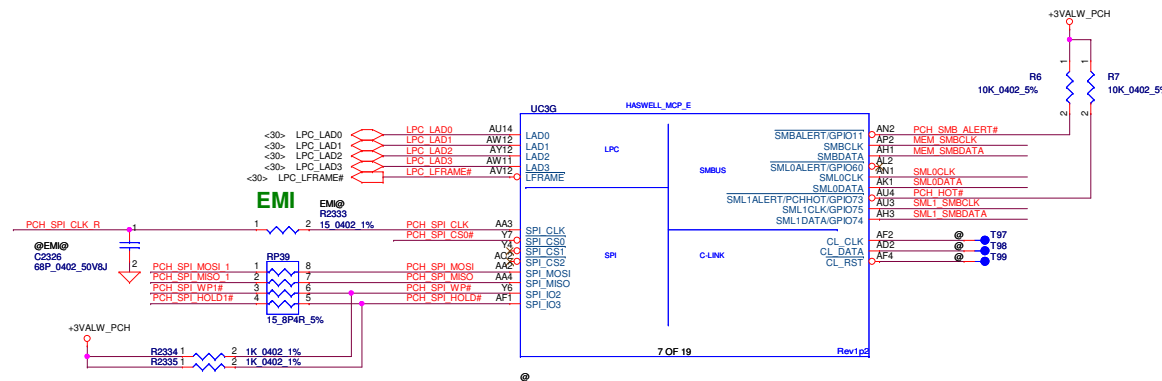 +3VALW_PCH
R6
10K_0402_5%
R7
10K_0402_5%
1
1
2
2
UC3G
HASWELL_MCP_E
<30> LPC_LAD0 LPC_LAD0 AU14 LAD0
<30> LPC_LAD1 LPC_LAD1 AW12 LAD1
<30> LPC_LAD2 LPC_LAD2 AY12 LAD2
<30> LPC_LAD3 LPC_LAD3 AW11 LAD3
<30> LPC_LFRAME# LPC_LFRAME# AV12 LFRAME
LPC
SMBUS
SMBALERT/GPIO11 AN2 PCH_SMB_ALERT#
SMBCLK AP2 MEM_SMBCLK
SMBDATA AH1 MEM_SMBDATA
SML0ALERT/GPIO60 AL2
SML0CLK AN1 SML0CLK
SML0DATA AK1 SML0DATA
SML1ALERT/PCHHOT/GPIO73 AU4 PCH_HOT#
SML1CLK/GPIO75 AU3 SML1_SMBCLK
SML1DATA/GPIO74 AH3 SML1_SMBDATA
EMI
EMI@
R2333
15_0402_1%
PCH_SPI_CLK_R 1 1 2 PCH_SPI_CLK AA3 SPI_CLK
PCH_SPI_CS0# Y7 SPI_CS0
Y4 SPI_CS1
SPI_CS2
@EMI@
C2326
68P_0402_50V8J
2
RP39
PCH_SPI_MOSI_1 1 8 PCH_SPI_MOSI AA2 SPI_MOSI
PCH_SPI_MISO_1 2 7 PCH_SPI_MISO AA4 SPI_MISO
PCH_SPI_WP1# 3 6 PCH_SPI_WP# Y6 SPI_IO2
PCH_SPI_HOLD1# 4 5 PCH_SPI_HOLD# AF1 SPI_IO3
15_8P4R_5%
SPI
C-LINK
CL_CLK AF2 @ T97
CL_DATA AD2 @ T98
CL_RST AF4 @ T99
+3VALW_PCH
R2334 1 2 1K_0402_1%
R2335 1 2 1K_0402_1%
7 OF 19
Rev1p2
@